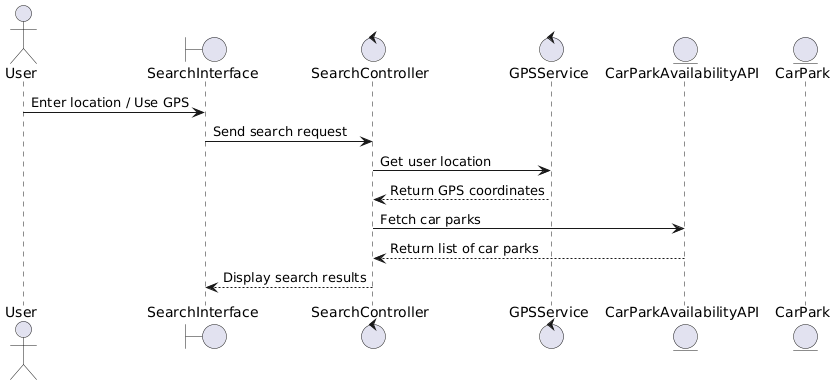 User
SearchInterface
SearchController
GPSService
CarParkAvailabilityAPI
CarPark
Enter location / Use GPS
Send search request
Get user location
Return GPS coordinates
Fetch car parks
Return list of car parks
Display search results
User
SearchInterface
SearchController
GPSService
CarParkAvailabilityAPI
CarPark